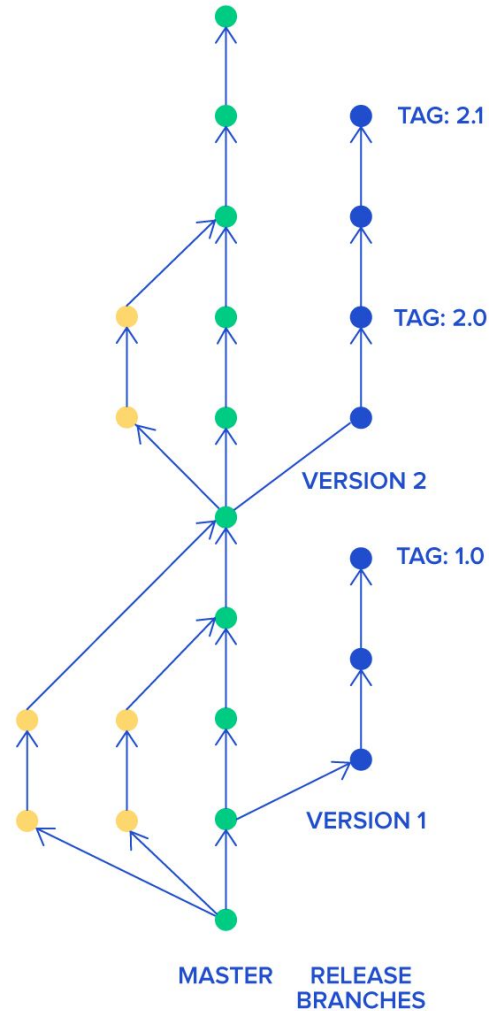 TAG: 2.1
TAG: 2.0
VERSION 2
TAG: 1.0
VERSION 1
MASTER
RELEASE
BRANCHES